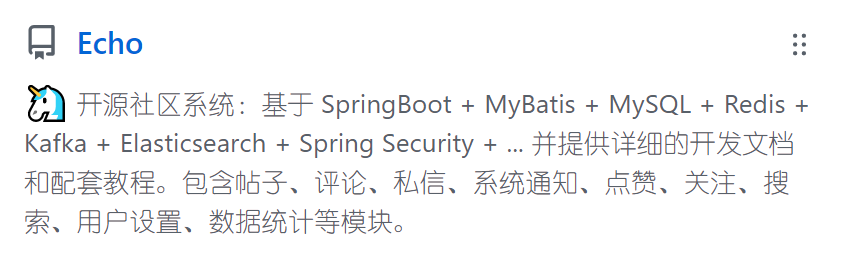 Echo
🦄 开源社区系统：基于 SpringBoot + MyBatis + MySQL + Redis +
Kafka + Elasticsearch + Spring Security + ... 并提供详细的开发文档
和配套教程。包含帖子、评论、私信、系统通知、点赞、关注、搜
索、用户设置、数据统计等模块。